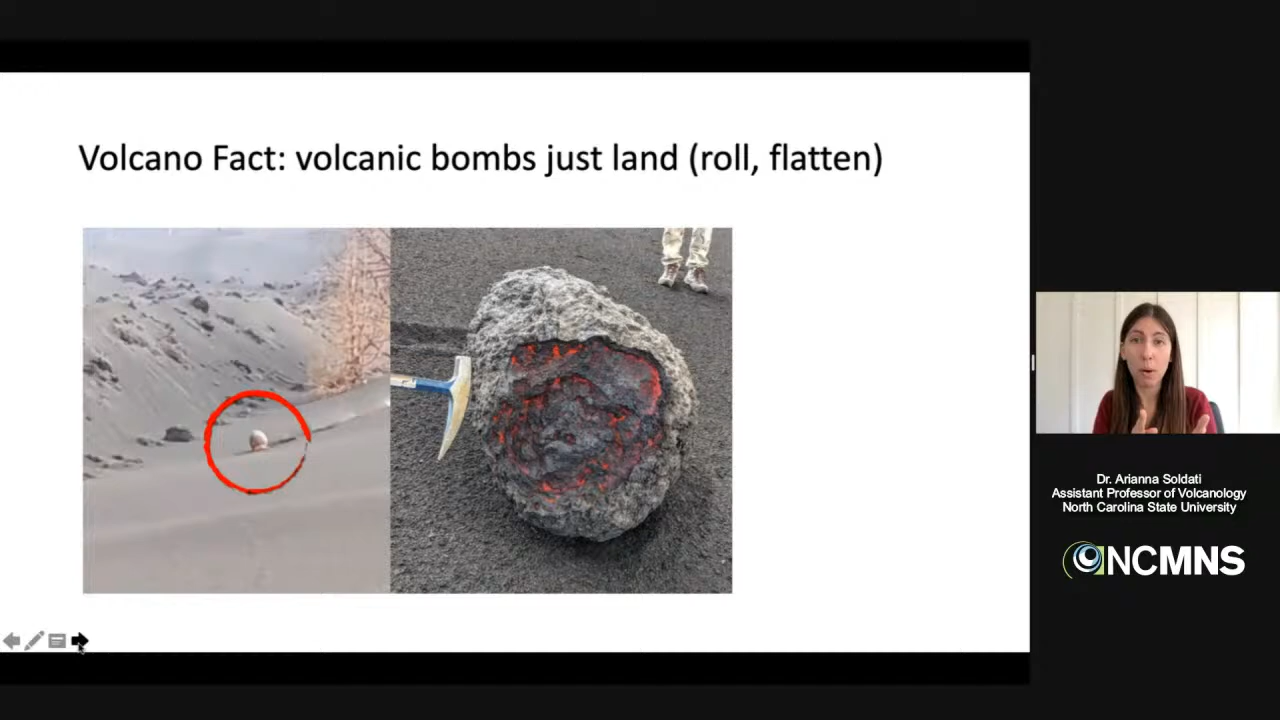 Volcano Fact: volcanic bombs just land (roll, flatten)
Dr. Arianna Soldati
Assistant Professor of Volcanology
North Carolina State University
NCMNS